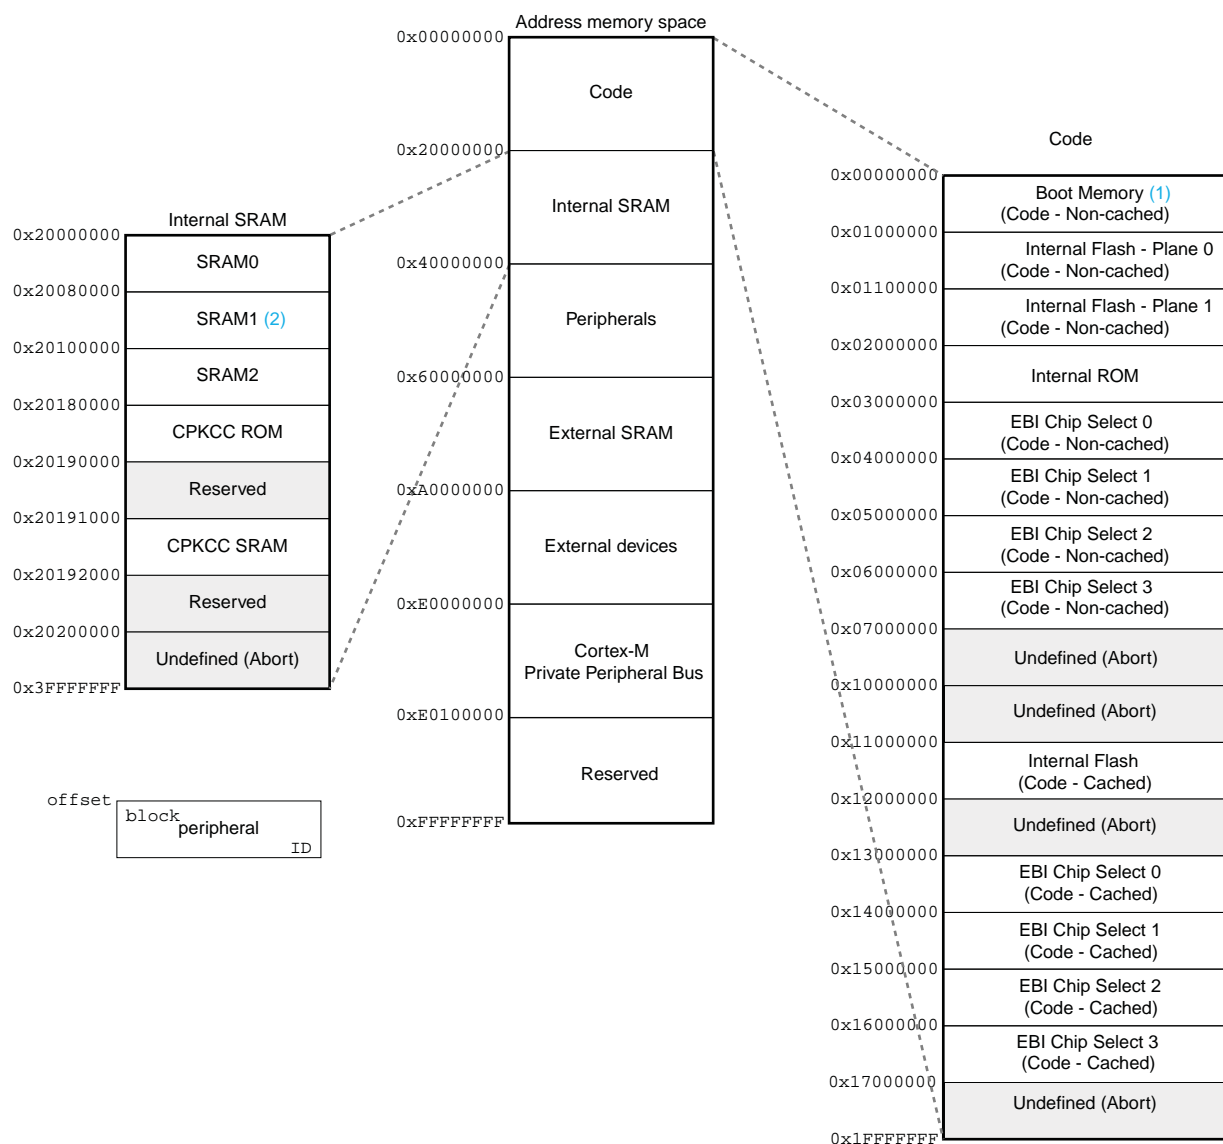 Address memory space
0x00000000
Code
0x20000000
Internal SRAM
0x40000000
Peripherals
0x60000000
External SRAM
0xA0000000
External devices
0xE0000000
Cortex-M
Private Peripheral Bus
0xE0100000
Reserved
0xFFFFFFFF
Internal SRAM
0x20000000
SRAM0
0x20080000
SRAM1 (2)
0x20100000
SRAM2
0x20180000
CPKCC ROM
0x20190000
Reserved
0x20191000
CPKCC SRAM
0x20192000
Reserved
0x20200000
Undefined (Abort)
0x3FFFFFFF
offset
block
peripheral
ID
Code
0x00000000
Boot Memory (1)
(Code - Non-cached)
0x01000000
Internal Flash - Plane 0
(Code - Non-cached)
0x01100000
Internal Flash - Plane 1
(Code - Non-cached)
0x02000000
Internal ROM
0x03000000
EBI Chip Select 0
(Code - Non-cached)
0x04000000
EBI Chip Select 1
(Code - Non-cached)
0x05000000
EBI Chip Select 2
(Code - Non-cached)
0x06000000
EBI Chip Select 3
(Code - Non-cached)
0x07000000
Undefined (Abort)
0x10000000
Undefined (Abort)
0x11000000
Internal Flash
(Code - Cached)
0x12000000
Undefined (Abort)
0x13000000
EBI Chip Select 0
(Code - Cached)
0x14000000
EBI Chip Select 1
(Code - Cached)
0x15000000
EBI Chip Select 2
(Code - Cached)
0x16000000
EBI Chip Select 3
(Code - Cached)
0x17000000
Undefined (Abort)
0x1FFFFFFF